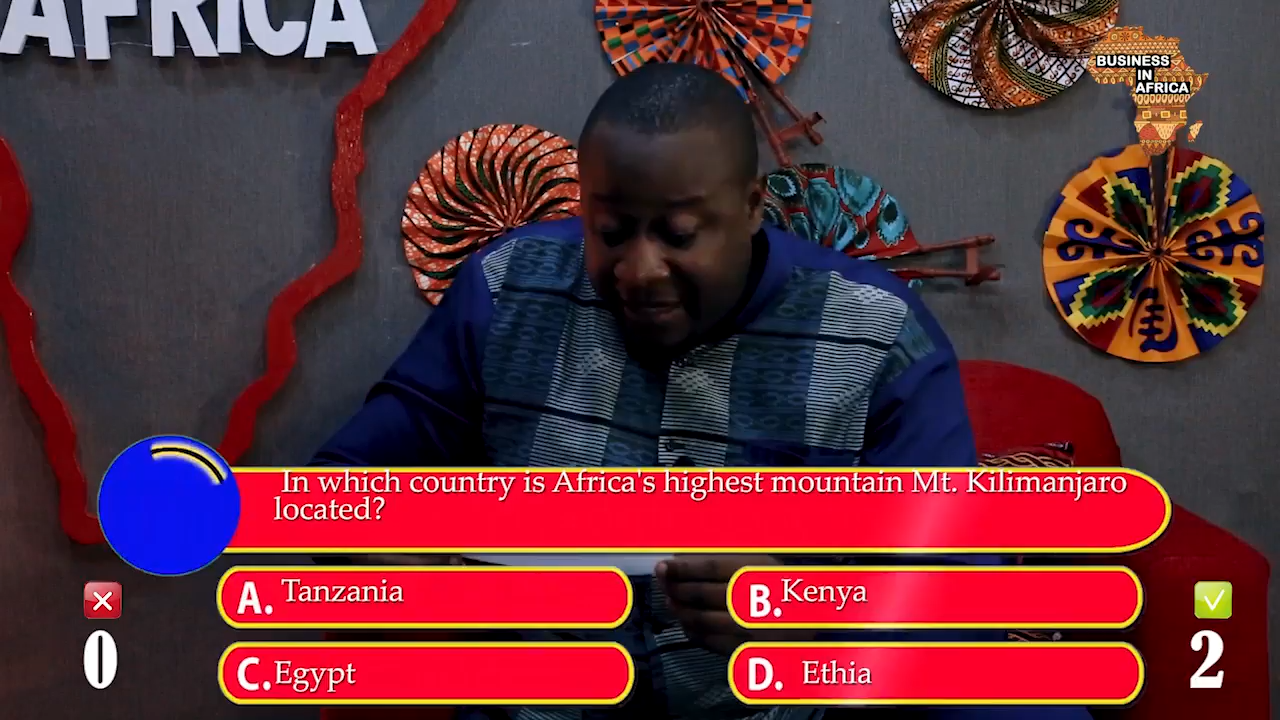 AFRICA
BUSINESS
IN
AFRICA
In which country is Africa's highest mountain Mt. Kilimanjaro
located?
A. Tanzania
B. Kenya
C. Egypt
D. Ethia
0
2